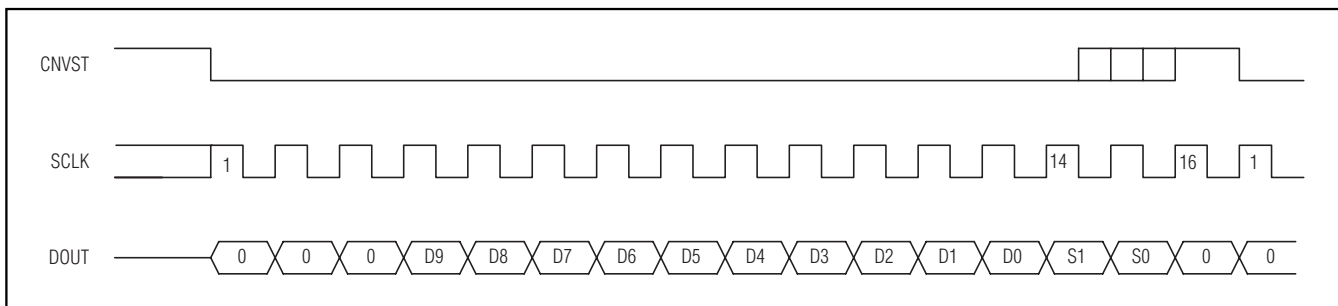 CNVST
SCLK 1 14 16 1
DOUT 0 0 0 D9 D8 D7 D6 D5 D4 D3 D2 D1 D0 S1 S0 0 0